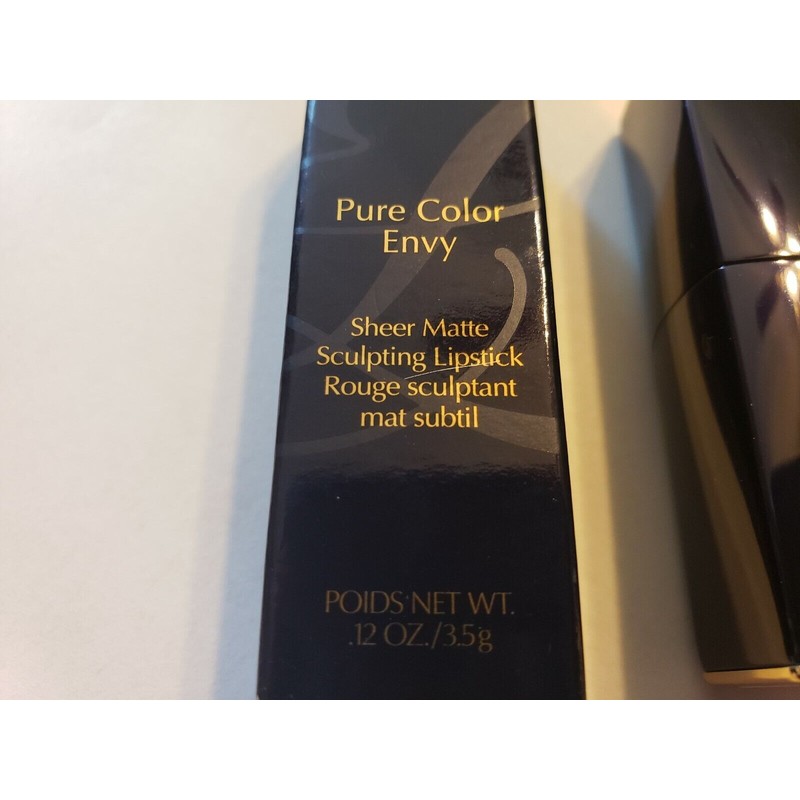 Pure Color
Envy
Sheer Matte
Sculpting Lipstick
Rouge sculptant
mat subtil
POIDS NET WT.
.12 OZ./3.5g